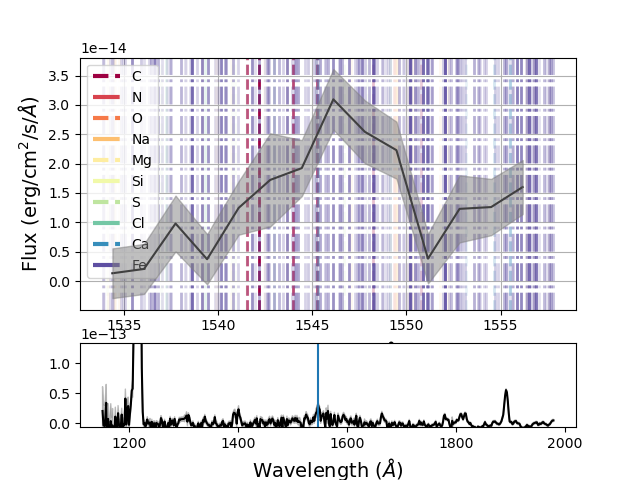 1e−14
3.5
3.0
2.5
2.0
1.5
1.0
0.5
0.0
Flux (erg/cm²/s/Å)
C
N
O
Na
Mg
Si
S
Cl
Ca
Fe
1535 1540 1545 1550 1555
1e−13
1.0
0.5
0.0
1200 1400 1600 1800 2000
Wavelength (Å)